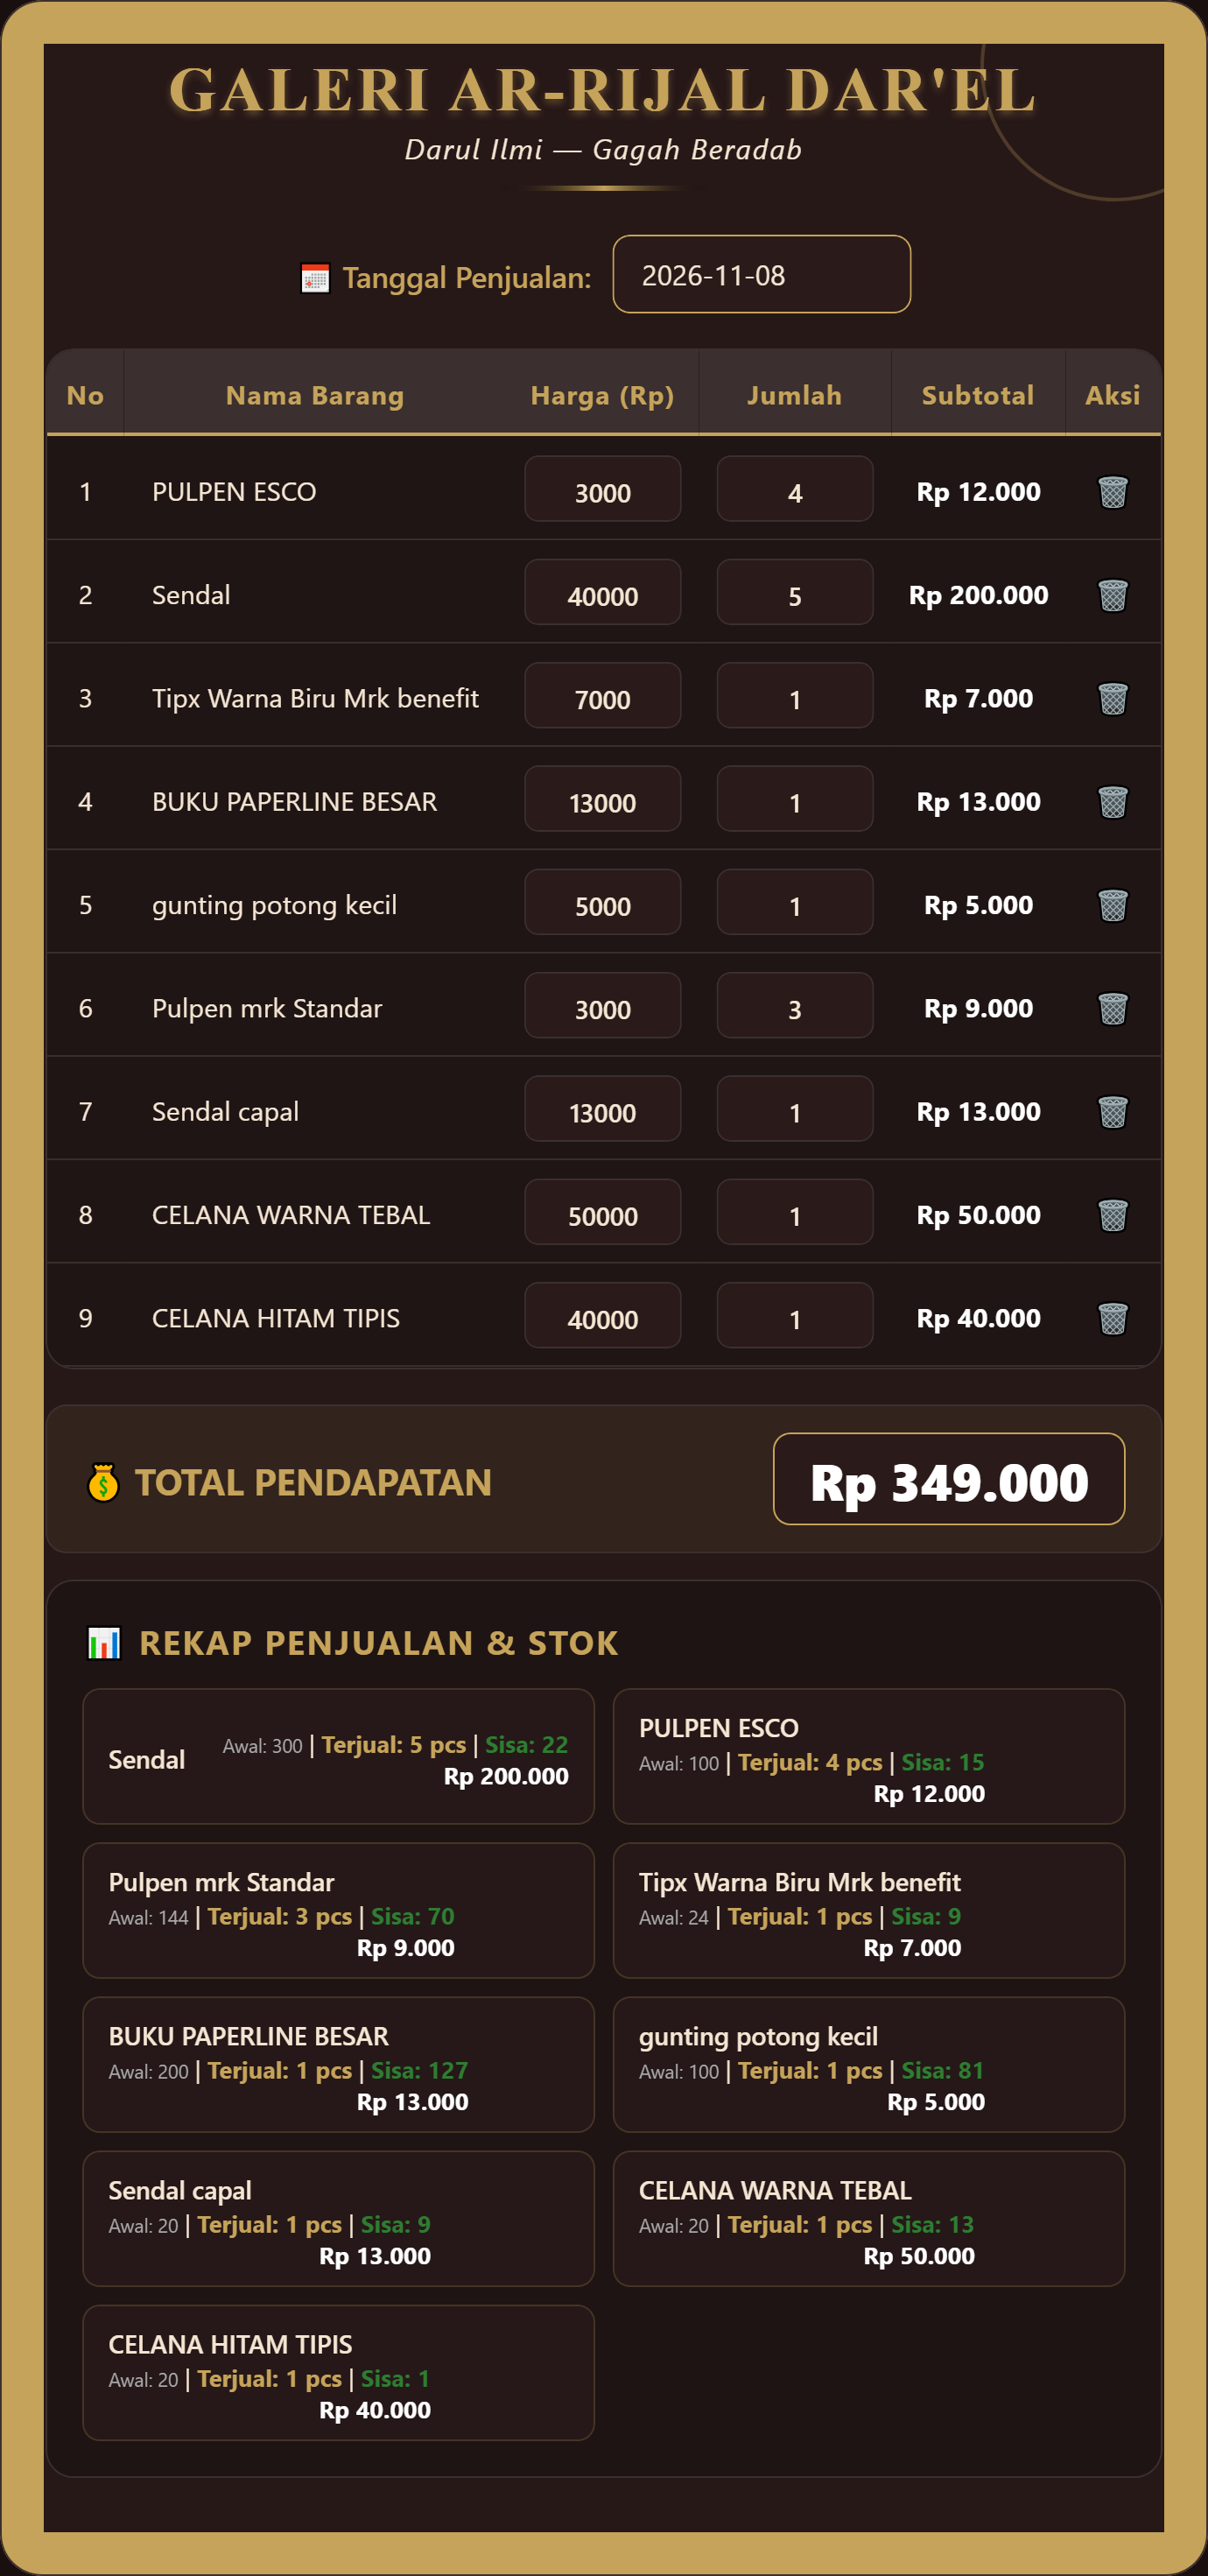 GALERI AR-RIJAL DAR'EL
Darul Ilmi — Gagah Beradab
Tanggal Penjualan: 2026-11-08
No Nama Barang Harga (Rp) Jumlah Subtotal Aksi
1 PULPEN ESCO 3000 4 Rp 12.000
2 Sendal 40000 5 Rp 200.000
3 Tipx Warna Biru Mrk benefit 7000 1 Rp 7.000
4 BUKU PAPERLINE BESAR 13000 1 Rp 13.000
5 gunting potong kecil 5000 1 Rp 5.000
6 Pulpen mrk Standar 3000 3 Rp 9.000
7 Sendal capal 13000 1 Rp 13.000
8 CELANA WARNA TEBAL 50000 1 Rp 50.000
9 CELANA HITAM TIPIS 40000 1 Rp 40.000
TOTAL PENDAPATAN Rp 349.000
REKAP PENJUALAN & STOK
Sendal
Awal: 300 | Terjual: 5 pcs | Sisa: 22
Rp 200.000
PULPEN ESCO
Awal: 100 | Terjual: 4 pcs | Sisa: 15
Rp 12.000
Pulpen mrk Standar
Awal: 144 | Terjual: 3 pcs | Sisa: 70
Rp 9.000
Tipx Warna Biru Mrk benefit
Awal: 24 | Terjual: 1 pcs | Sisa: 9
Rp 7.000
BUKU PAPERLINE BESAR
Awal: 200 | Terjual: 1 pcs | Sisa: 127
Rp 13.000
gunting potong kecil
Awal: 100 | Terjual: 1 pcs | Sisa: 81
Rp 5.000
Sendal capal
Awal: 20 | Terjual: 1 pcs | Sisa: 9
Rp 13.000
CELANA WARNA TEBAL
Awal: 20 | Terjual: 1 pcs | Sisa: 13
Rp 50.000
CELANA HITAM TIPIS
Awal: 20 | Terjual: 1 pcs | Sisa: 1
Rp 40.000